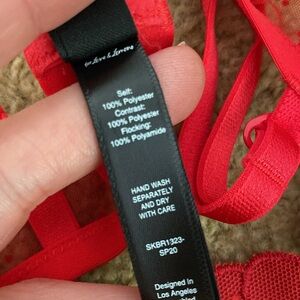 for Love & Lemons
Self:
100% Polyester
Contrast:
100% Polyester
Flocking:
100% Polyamide
HAND WASH
SEPARATELY
AND DRY
WITH CARE
SKBR1323-
SP20
Designed in
Los Angeles